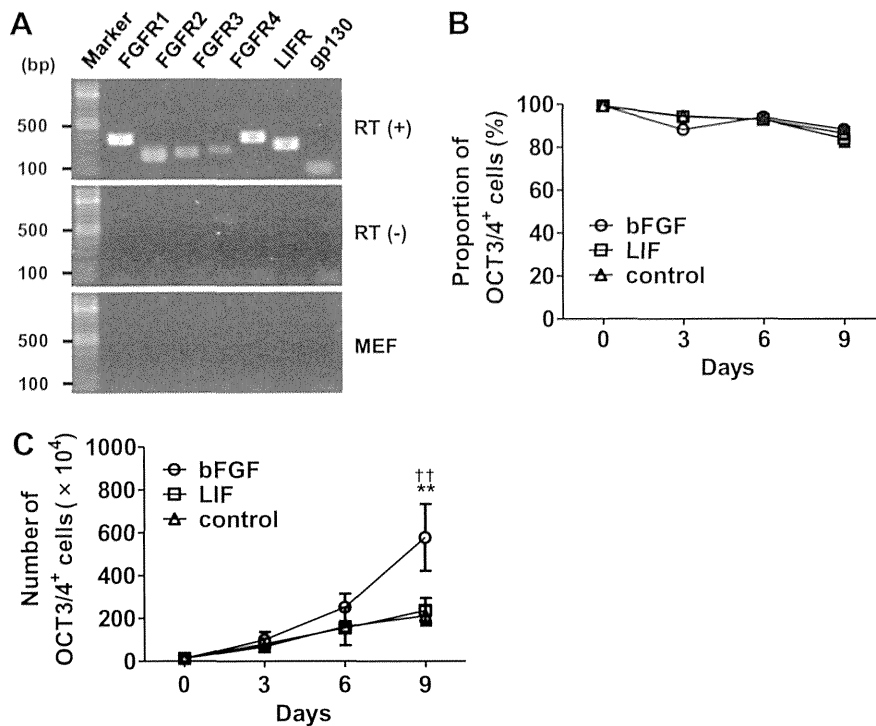 A
Marker
FGFR1
FGFR2
FGFR3
FGFR4
LIFR
gp130
(bp)
500
100
RT (+)
500
100
RT (-)
500
100
MEF
B
Proportion of
OCT3/4⁺ cells (%)
100
80
60
40
20
0
bFGF
LIF
control
0 3 6 9
Days
C
Number of
OCT3/4⁺ cells (× 10⁴)
1000
800
600
400
200
0
bFGF
LIF
control
††
**
0 3 6 9
Days